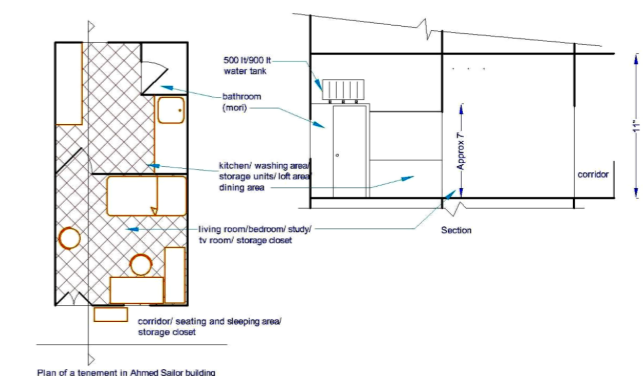 500 lt/900 lt
water tank
bathroom
(mori)
kitchen/ washing area/
storage units/ loft area/
dining area
living room/bedroom/ study/
tv room/ storage closet
corridor/ seating and sleeping area/
storage closet
Plan of a tenement in Ahmed Sailor building
Approx 7'
11"
corridor
Section